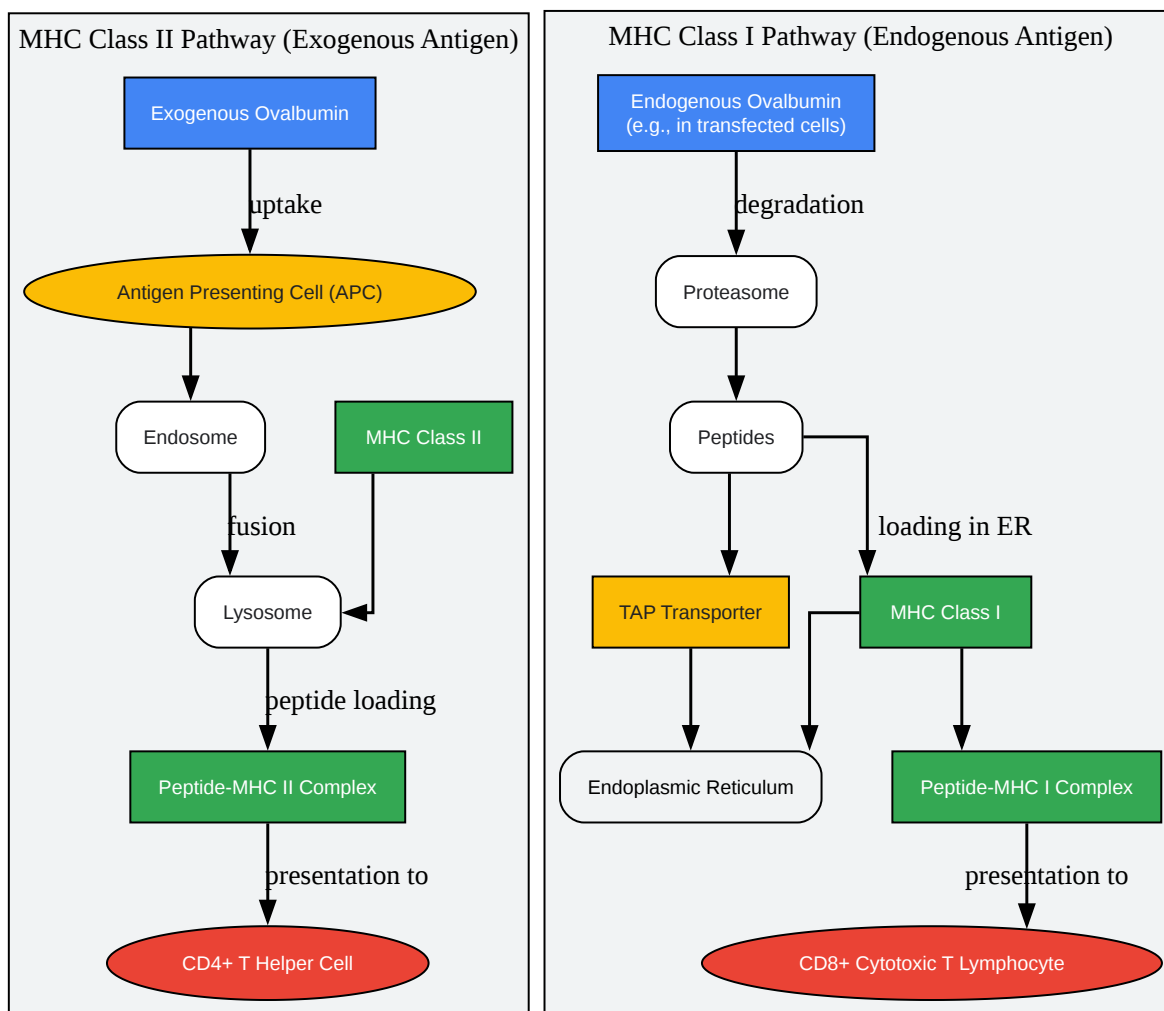 MHC Class II Pathway (Exogenous Antigen)
Exogenous Ovalbumin
uptake
Antigen Presenting Cell (APC)
Endosome
MHC Class II
fusion
Lysosome
peptide loading
Peptide-MHC II Complex
presentation to
CD4+ T Helper Cell
MHC Class I Pathway (Endogenous Antigen)
Endogenous Ovalbumin
(e.g., in transfected cells)
degradation
Proteasome
Peptides
loading in ER
TAP Transporter
MHC Class I
Endoplasmic Reticulum
Peptide-MHC I Complex
presentation to
CD8+ Cytotoxic T Lymphocyte